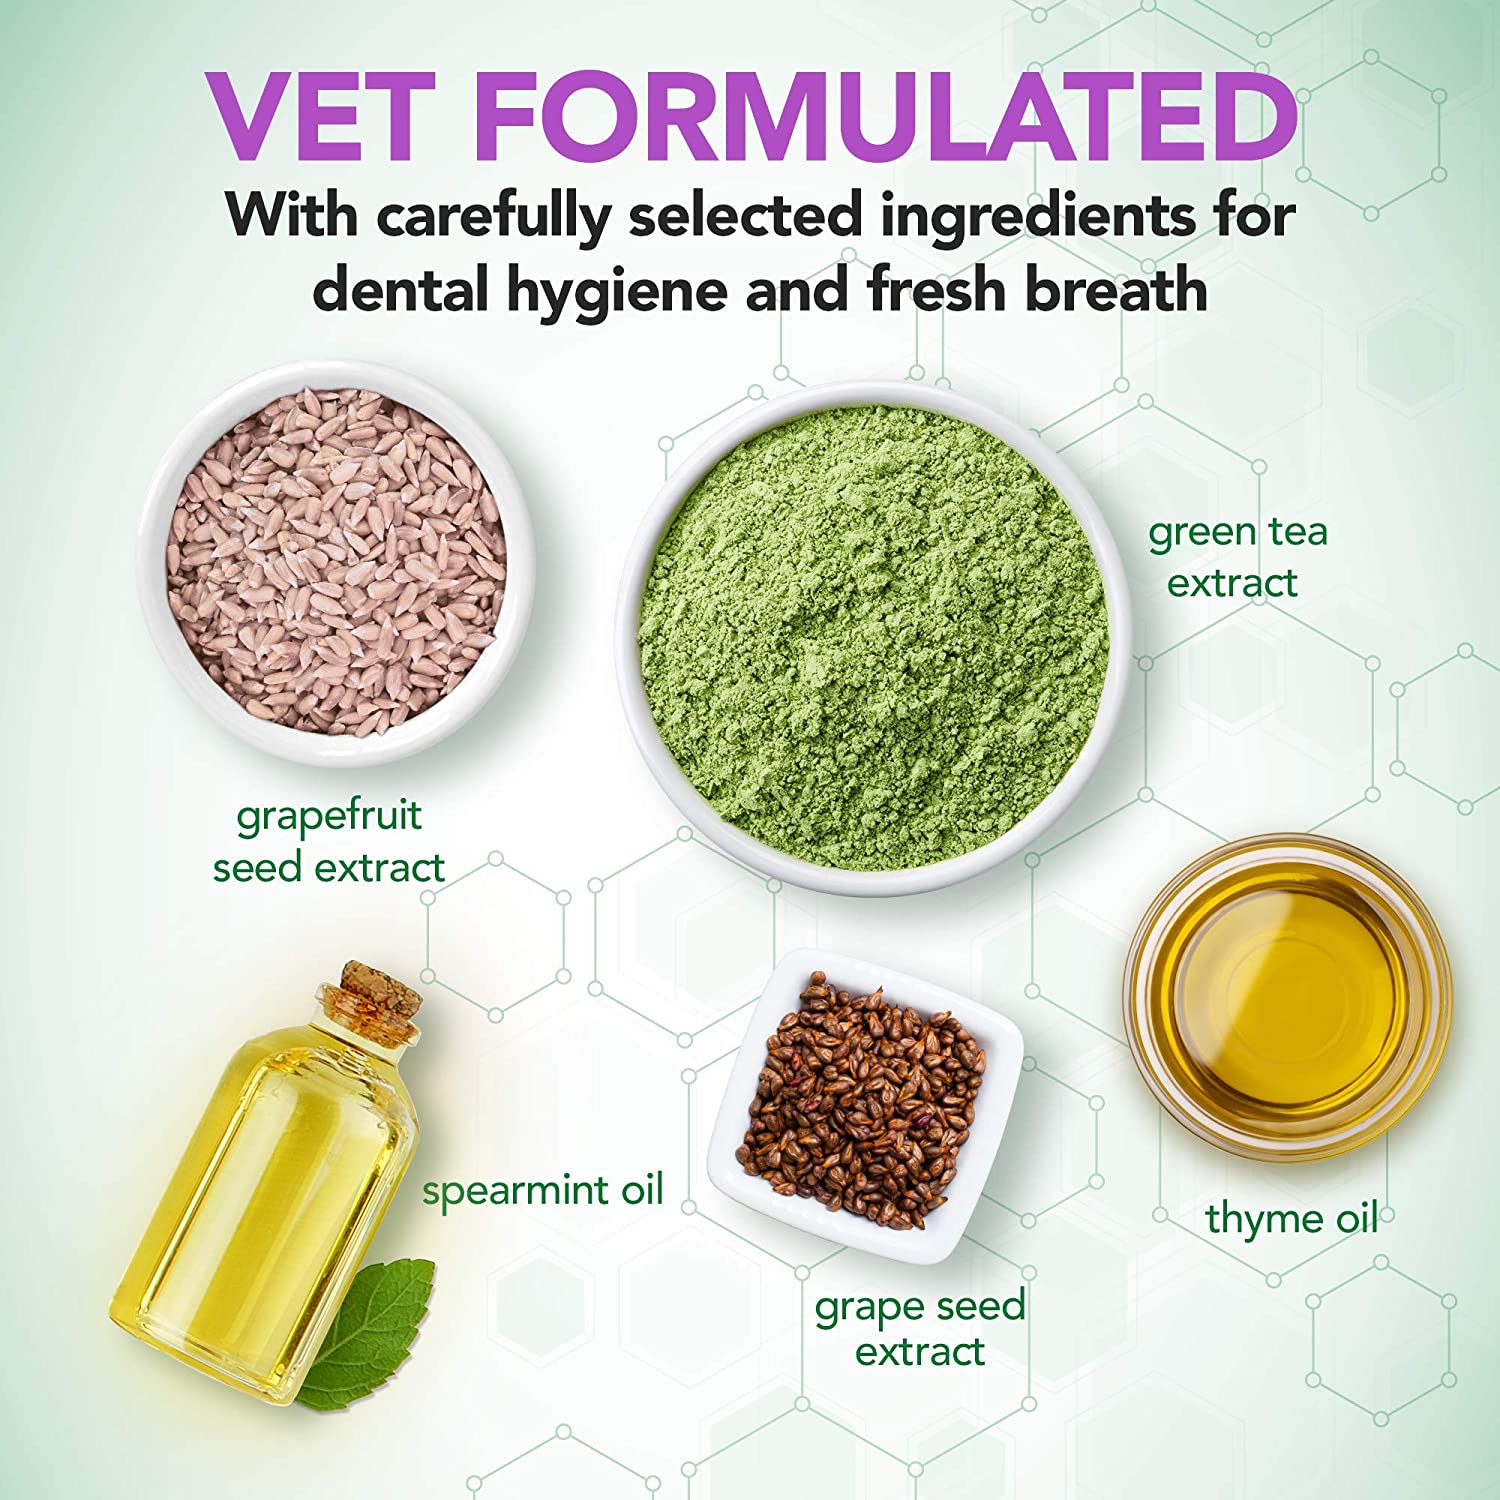 VET FORMULATED
With carefully selected ingredients for
dental hygiene and fresh breath
green tea
extract
grapefruit
seed extract
spearmint oil
thyme oil
grape seed
extract